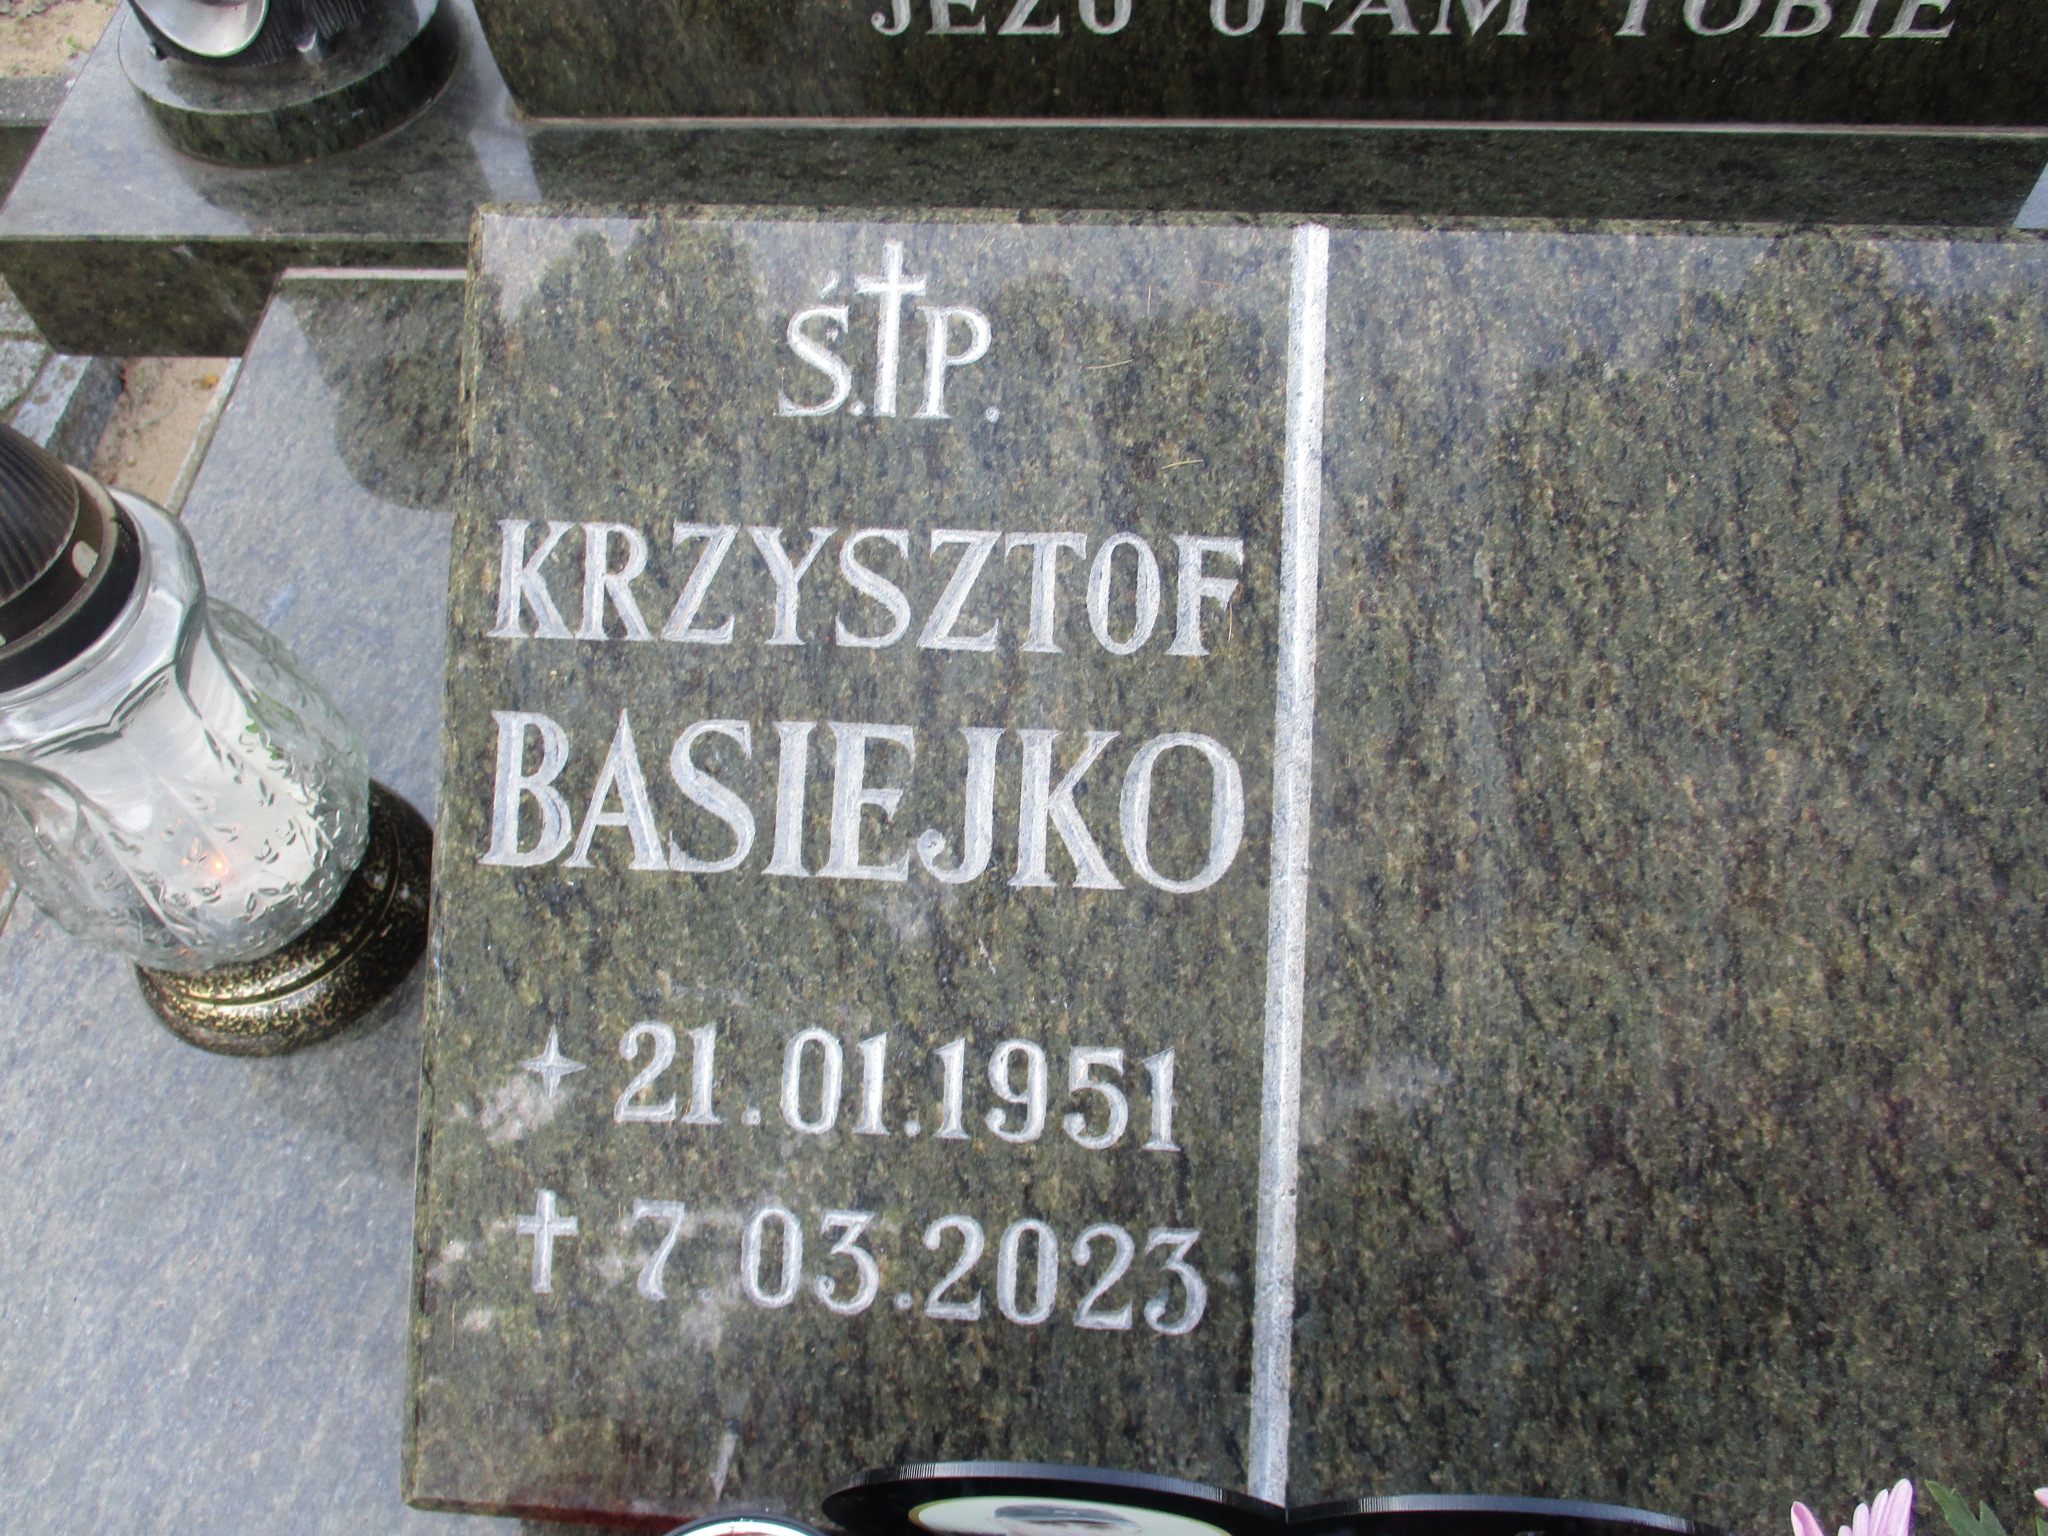 JEZU UFAM TOBIE
Ś.†P.
KRZYSZTOF
BASIEJKO
21.01.1951
† 7.03.2023